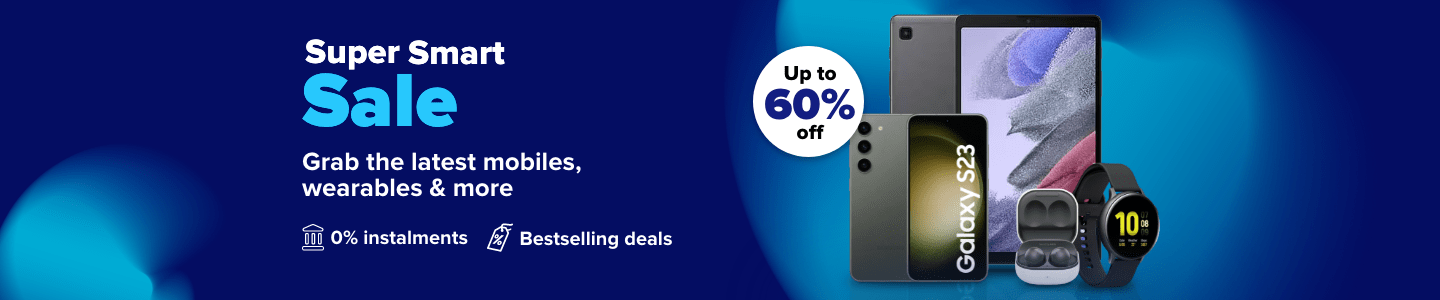 Super Smart
Sale
Grab the latest mobiles,
wearables & more
0% instalments
Bestselling deals
Up to
60%
off
Galaxy S23
10
08